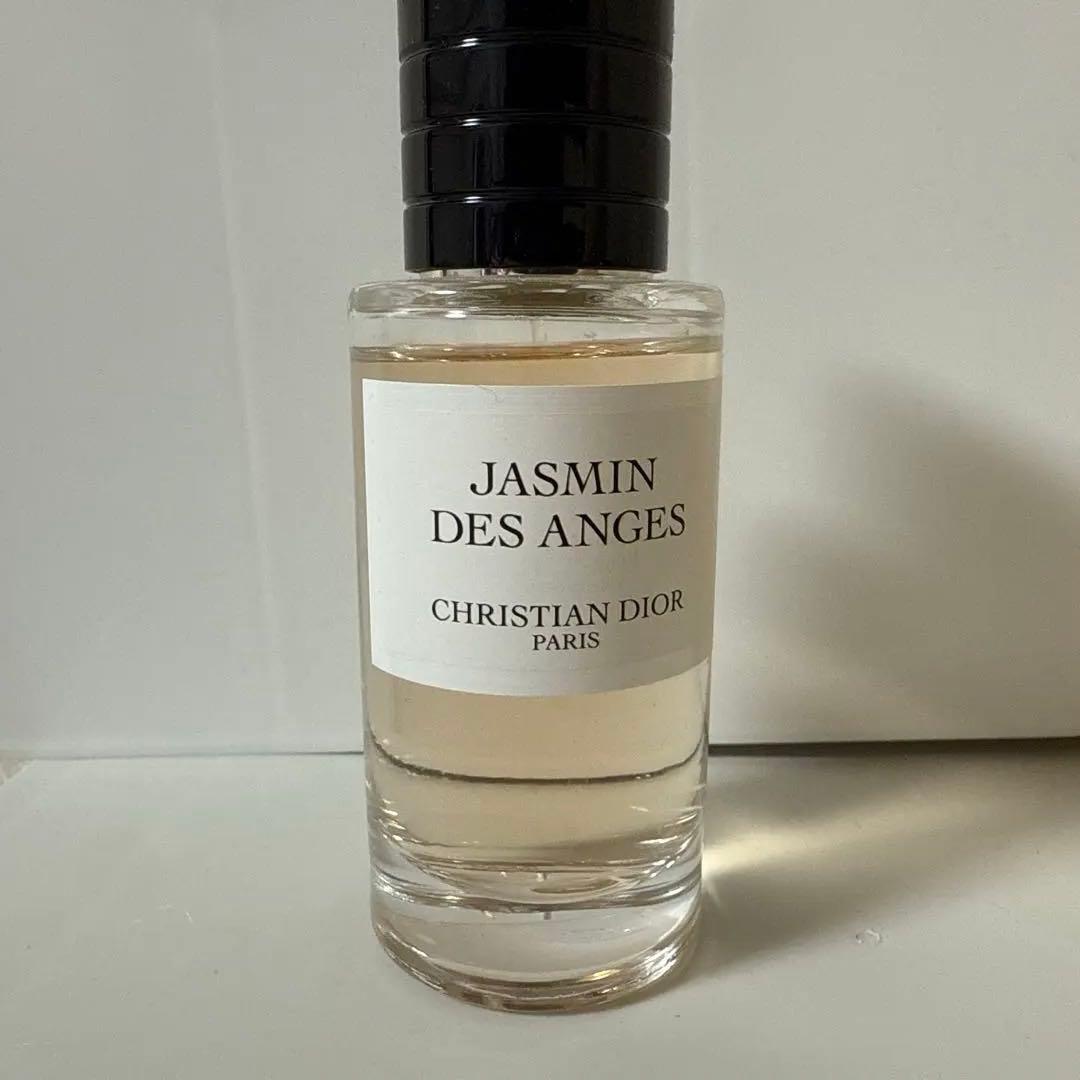 JASMIN
DES ANGES
CHRISTIAN DIOR
PARIS